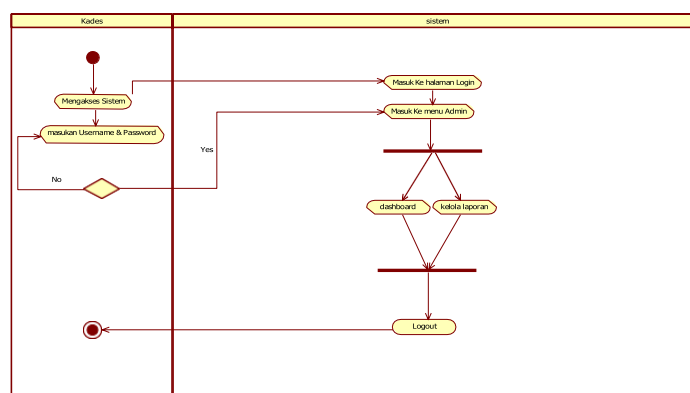 Kades
sistem
Masuk Ke halaman Login
Mengakses Sistem
Masuk Ke menu Admin
masukan Username & Password
Yes
No
dashboard
kelola laporan
Logout